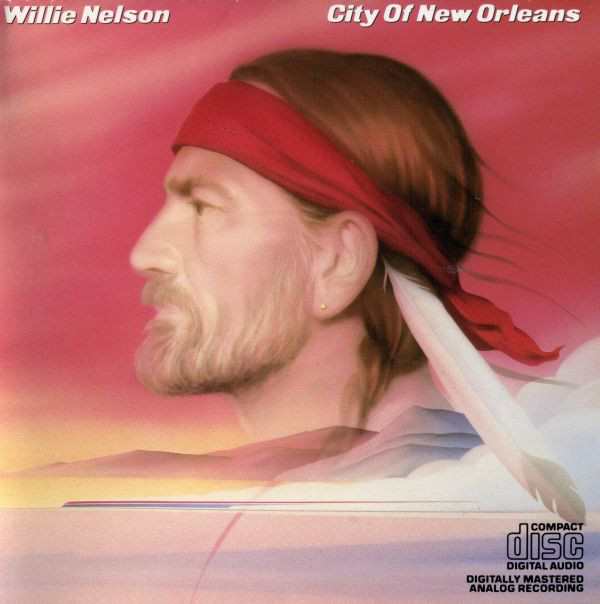 Willie Nelson
City Of New Orleans
COMPACT
disc
DIGITAL AUDIO
DIGITALLY MASTERED
ANALOG RECORDING